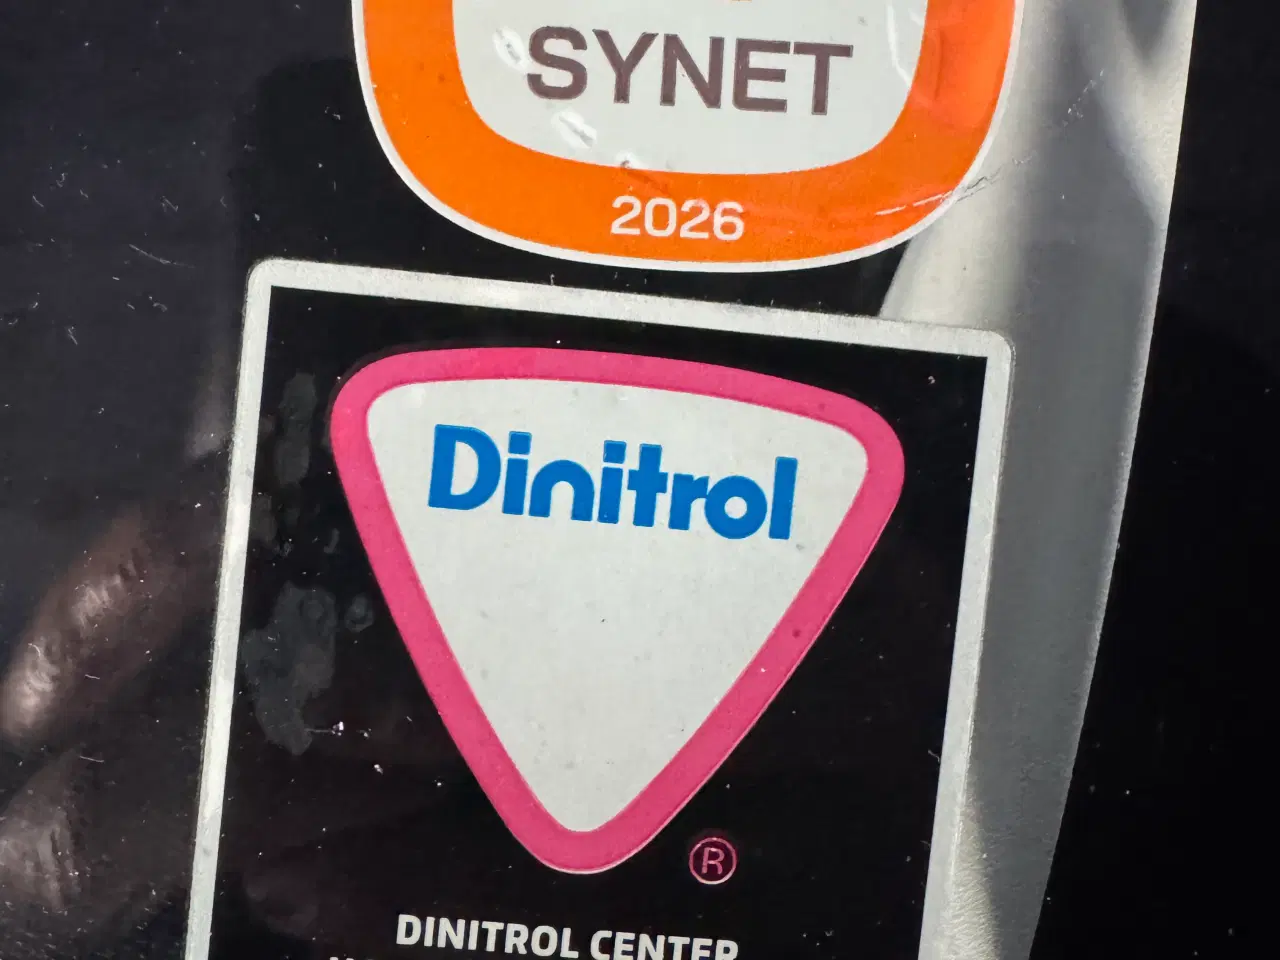 SYNET
2026
Dinitrol
®
DINITROL CENTER